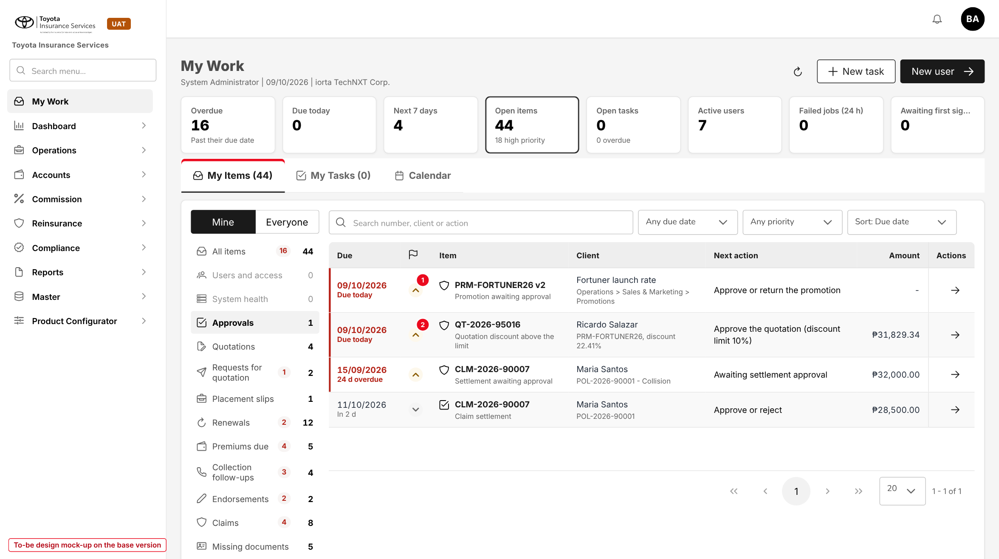 Toyota
Insurance Services
UAT
Toyota Insurance Services
Search menu...
My Work
Dashboard
Operations
Accounts
Commission
Reinsurance
Compliance
Reports
Master
Product Configurator
To-be design mock-up on the base version
BA
My Work
System Administrator | 09/10/2026 | iorta TechNXT Corp.
New task
New user
Overdue
16
Past their due date
Due today
0
Next 7 days
4
Open items
44
18 high priority
Open tasks
0
0 overdue
Active users
7
Failed jobs (24 h)
0
Awaiting first sig...
0
My Items (44)
My Tasks (0)
Calendar
Mine
Everyone
Search number, client or action
Any due date
Any priority
Sort: Due date
All items 16 44
Users and access 0
System health 0
Approvals 1
Quotations 4
Requests for
quotation 1 2
Placement slips 1
Renewals 2 12
Premiums due 4 5
Collection
follow-ups 3 4
Endorsements 2 2
Claims 4 8
Missing documents 5
Due Item Client Next action Amount Actions
09/10/2026
Due today
1
PRM-FORTUNER26 v2
Promotion awaiting approval
Fortuner launch rate
Operations > Sales & Marketing >
Promotions
Approve or return the promotion
-
09/10/2026
Due today
2
QT-2026-95016
Quotation discount above the
limit
Ricardo Salazar
PRM-FORTUNER26, discount
22.41%
Approve the quotation (discount
limit 10%)
₱31,829.34
15/09/2026
24 d overdue
CLM-2026-90007
Settlement awaiting approval
Maria Santos
POL-2026-90001 - Collision
Awaiting settlement approval
₱32,000.00
11/10/2026
In 2 d
CLM-2026-90007
Claim settlement
Maria Santos
POL-2026-90001
Approve or reject
₱28,500.00
1
20
1 - 1 of 1